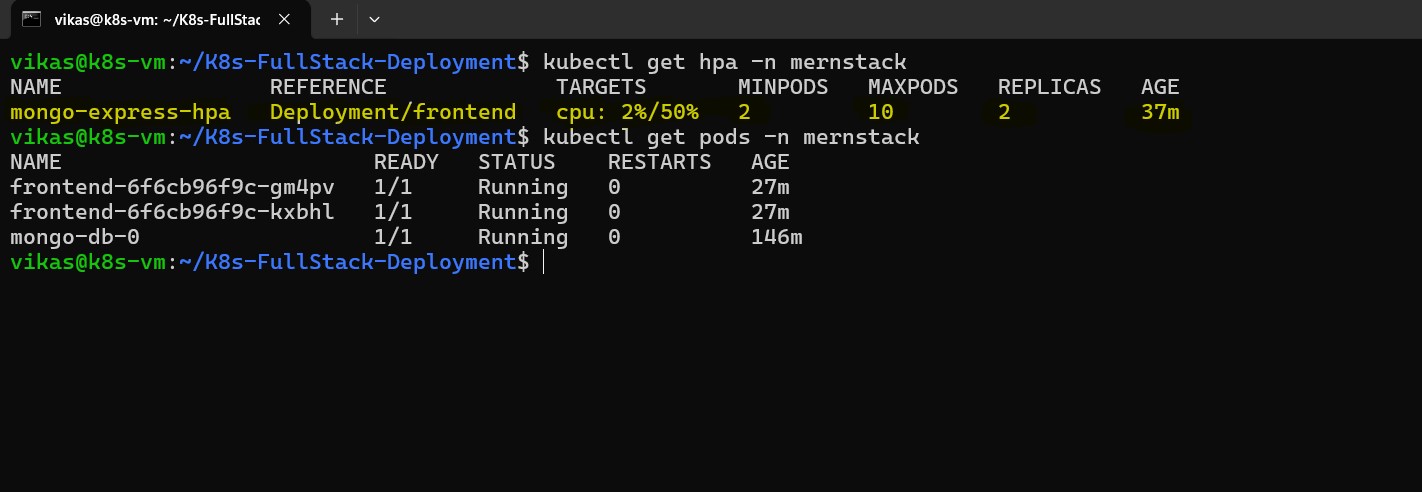 vikas@k8s-vm: ~/K8s-FullStac
vikas@k8s-vm:~/K8s-FullStack-Deployment$ kubectl get hpa -n mernstack
NAME REFERENCE TARGETS MINPODS MAXPODS REPLICAS AGE
mongo-express-hpa Deployment/frontend cpu: 2%/50% 2 10 2 37m
vikas@k8s-vm:~/K8s-FullStack-Deployment$ kubectl get pods -n mernstack
NAME READY STATUS RESTARTS AGE
frontend-6f6cb96f9c-gm4pv 1/1 Running 0 27m
frontend-6f6cb96f9c-kxbhl 1/1 Running 0 27m
mongo-db-0 1/1 Running 0 146m
vikas@k8s-vm:~/K8s-FullStack-Deployment$